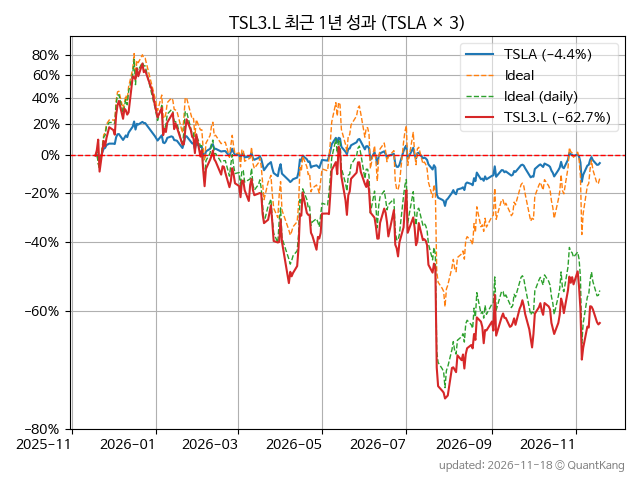 TSL3.L 최근 1년 성과 (TSLA × 3)
80%
60%
40%
20%
0%
−20%
−40%
−60%
−80%
TSLA (−4.4%)
Ideal
Ideal (daily)
TSL3.L (−62.7%)
2025-11
2026-01
2026-03
2026-05
2026-07
2026-09
2026-11
updated: 2026-11-18 © QuantKang